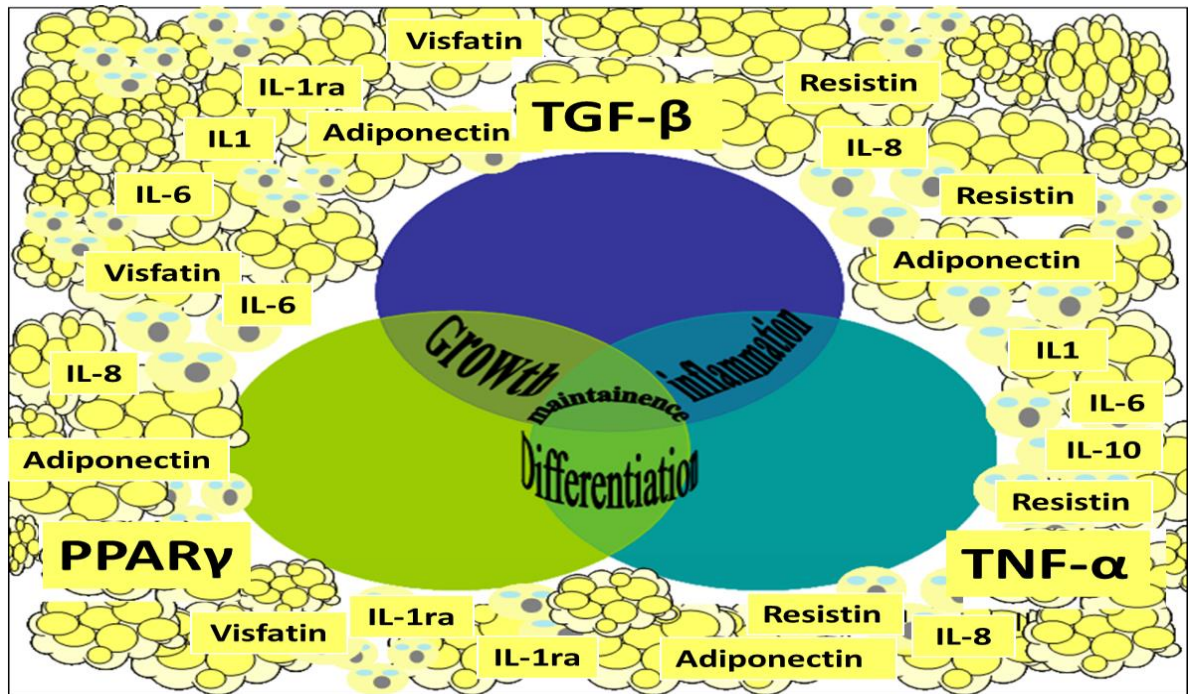 Visfatin
IL-1ra
Resistin
TGF-β
Adiponectin
IL1
IL-8
IL-6
Resistin
Visfatin
Adiponectin
IL-6
Growth
inflammation
IL1
IL-8
maintainence
IL-6
Differentiation
IL-10
Adiponectin
Resistin
PPARγ
TNF-α
IL-1ra
Resistin
Visfatin
IL-8
IL-1ra
Adiponectin